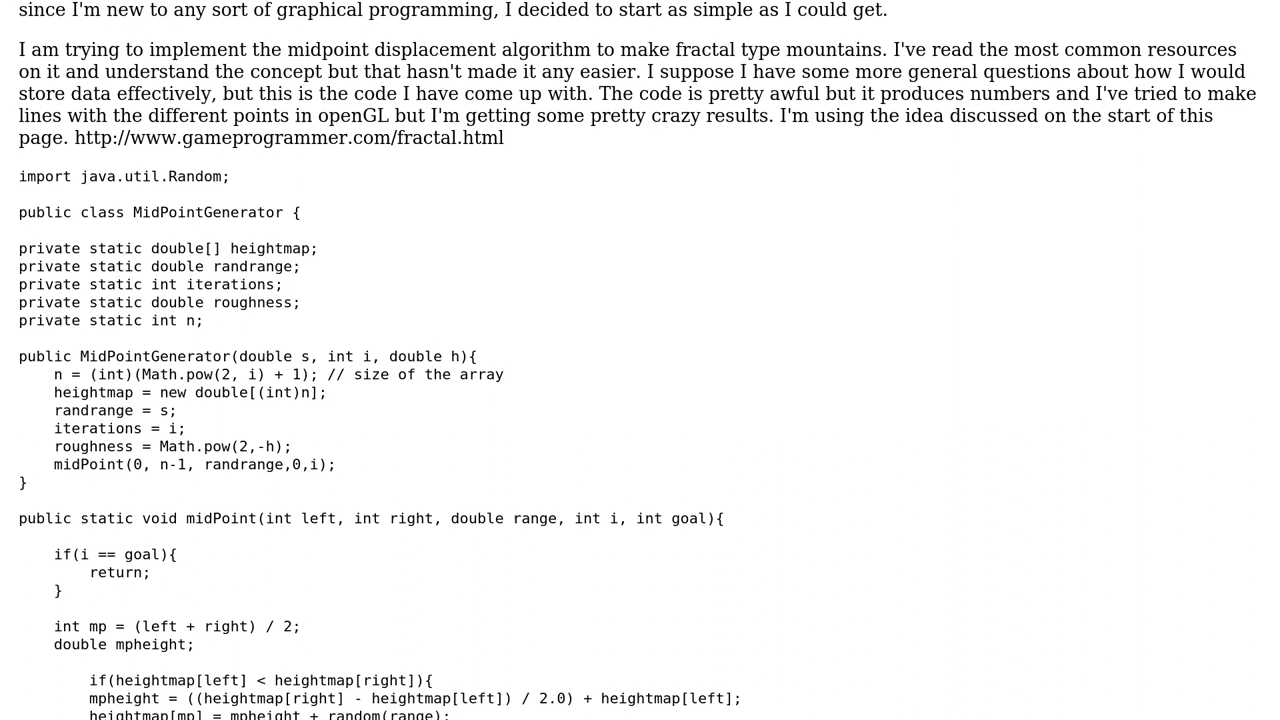 since I'm new to any sort of graphical programming, I decided to start as simple as I could get.
I am trying to implement the midpoint displacement algorithm to make fractal type mountains. I've read the most common resources
on it and understand the concept but that hasn't made it any easier. I suppose I have some more general questions about how I would
store data effectively, but this is the code I have come up with. The code is pretty awful but it produces numbers and I've tried to make
lines with the different points in openGL but I'm getting some pretty crazy results. I'm using the idea discussed on the start of this
page. http://www.gameprogrammer.com/fractal.html
import java.util.Random;
public class MidPointGenerator {
private static double[] heightmap;
private static double randrange;
private static int iterations;
private static double roughness;
private static int n;
public MidPointGenerator(double s, int i, double h){
    n = (int)(Math.pow(2, i) + 1); // size of the array
    heightmap = new double[(int)n];
    randrange = s;
    iterations = i;
    roughness = Math.pow(2,-h);
    midPoint(0, n-1, randrange,0,i);
}
public static void midPoint(int left, int right, double range, int i, int goal){
    if(i == goal){
        return;
    }
    int mp = (left + right) / 2;
    double mpheight;
        if(heightmap[left] < heightmap[right]){
        mpheight = ((heightmap[right] - heightmap[left]) / 2.0) + heightmap[left];
        heightmap[mp] = mpheight + random(range);